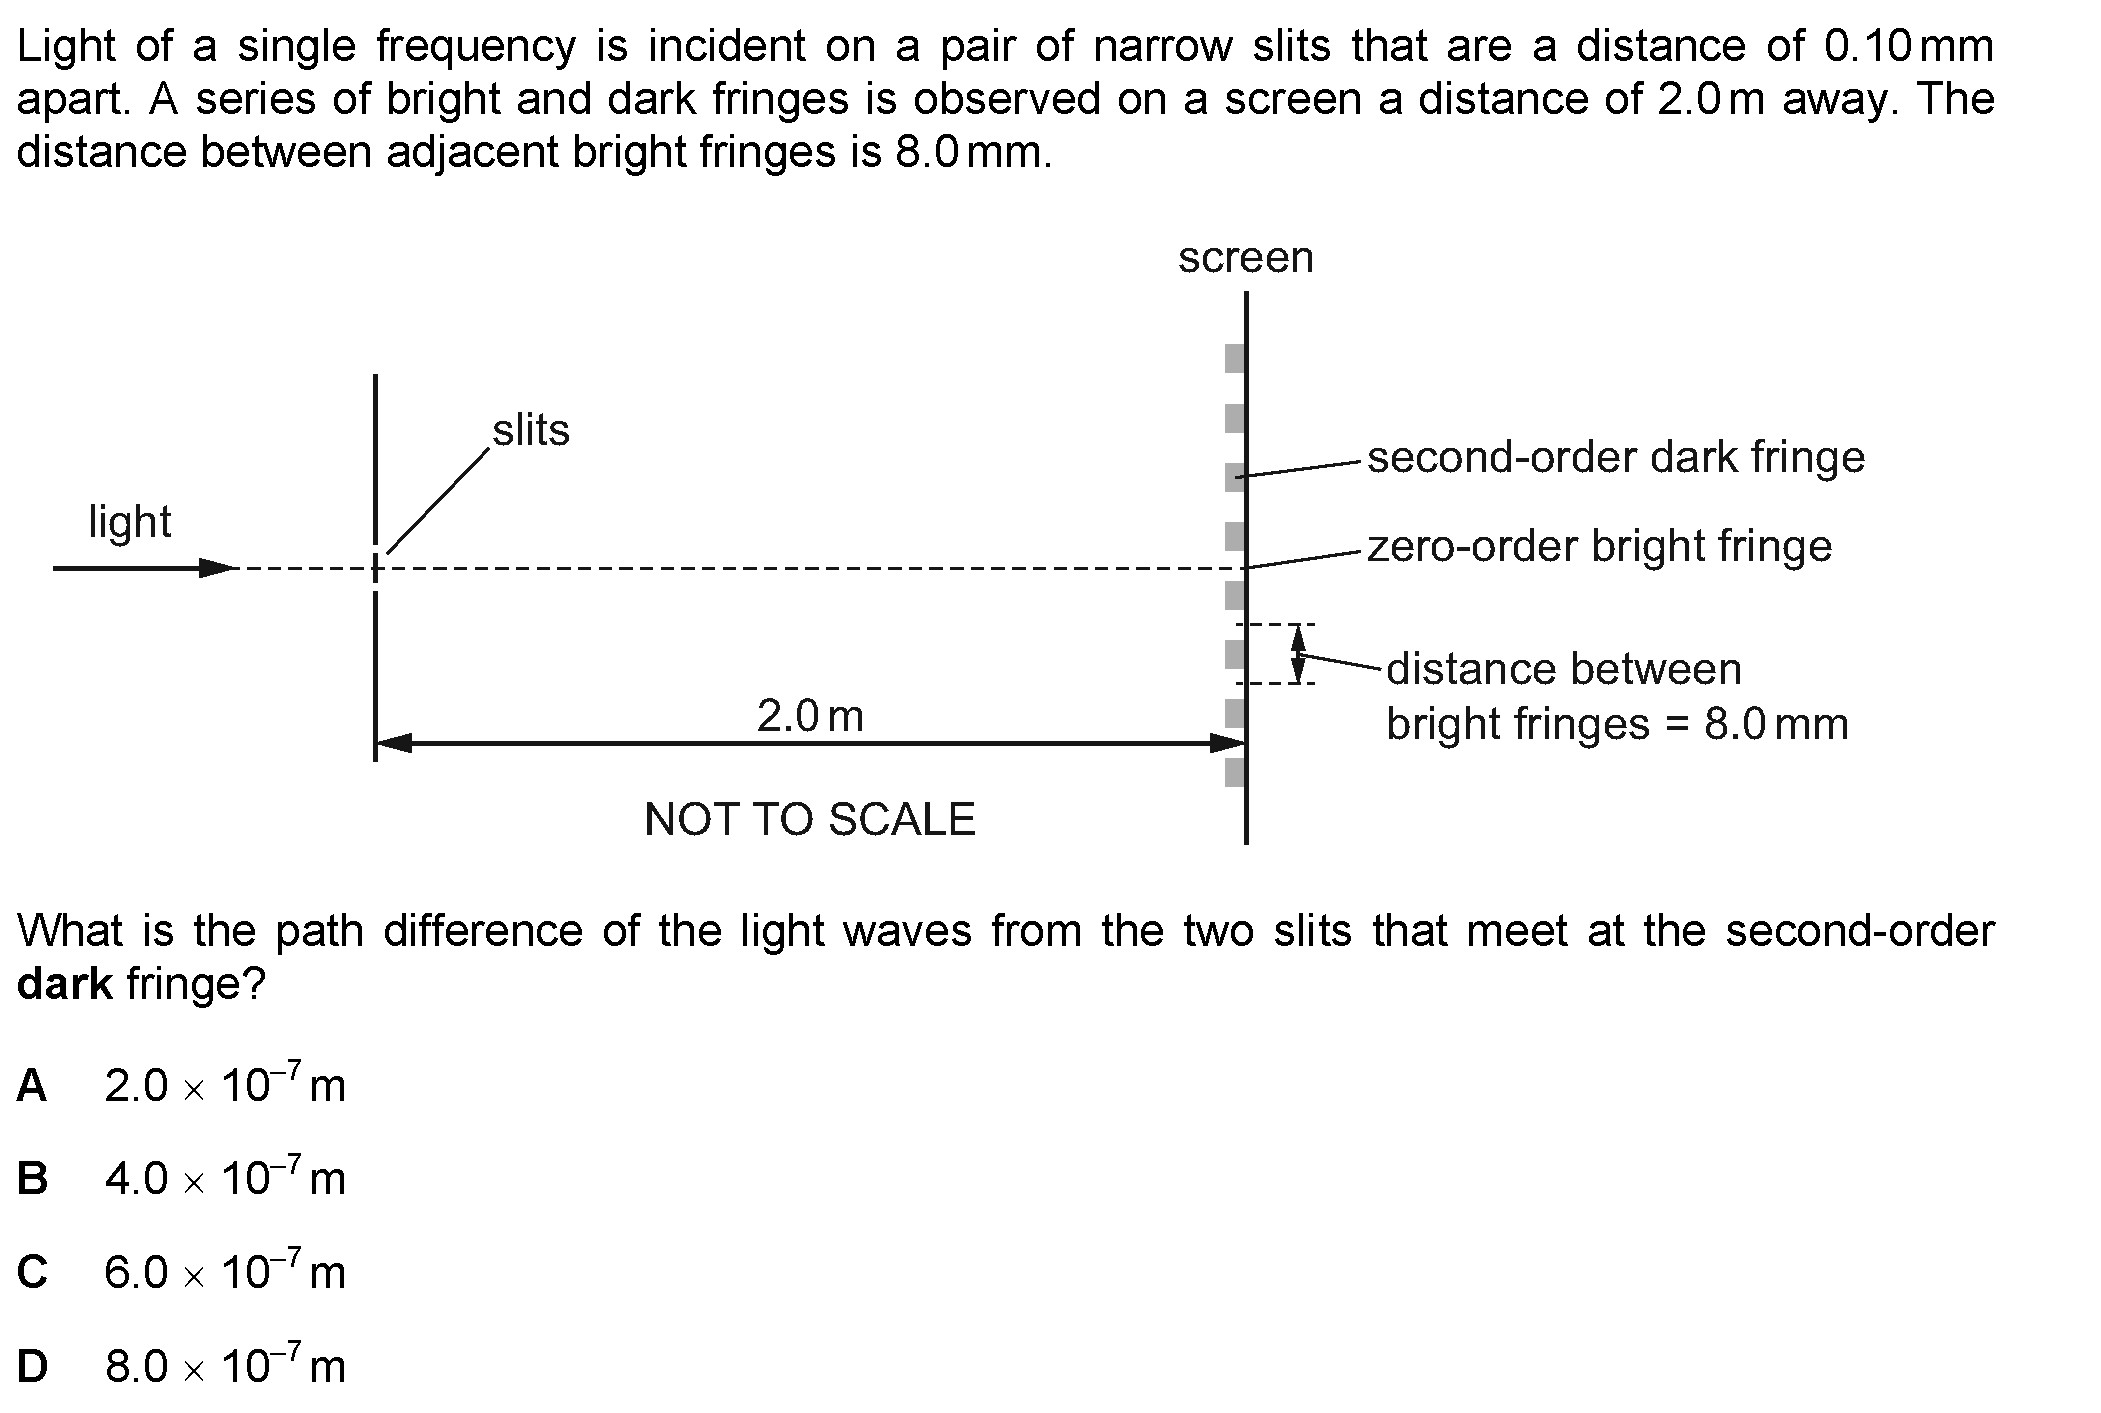 Light of a single frequency is incident on a pair of narrow slits that are a distance of 0.10 mm
apart. A series of bright and dark fringes is observed on a screen a distance of 2.0 m away. The
distance between adjacent bright fringes is 8.0 mm.
screen
slits
second-order dark fringe
light
zero-order bright fringe
distance between
bright fringes = 8.0 mm
2.0 m
NOT TO SCALE
What is the path difference of the light waves from the two slits that meet at the second-order
dark fringe?
A 2.0 × 10⁻⁷ m
B 4.0 × 10⁻⁷ m
C 6.0 × 10⁻⁷ m
D 8.0 × 10⁻⁷ m